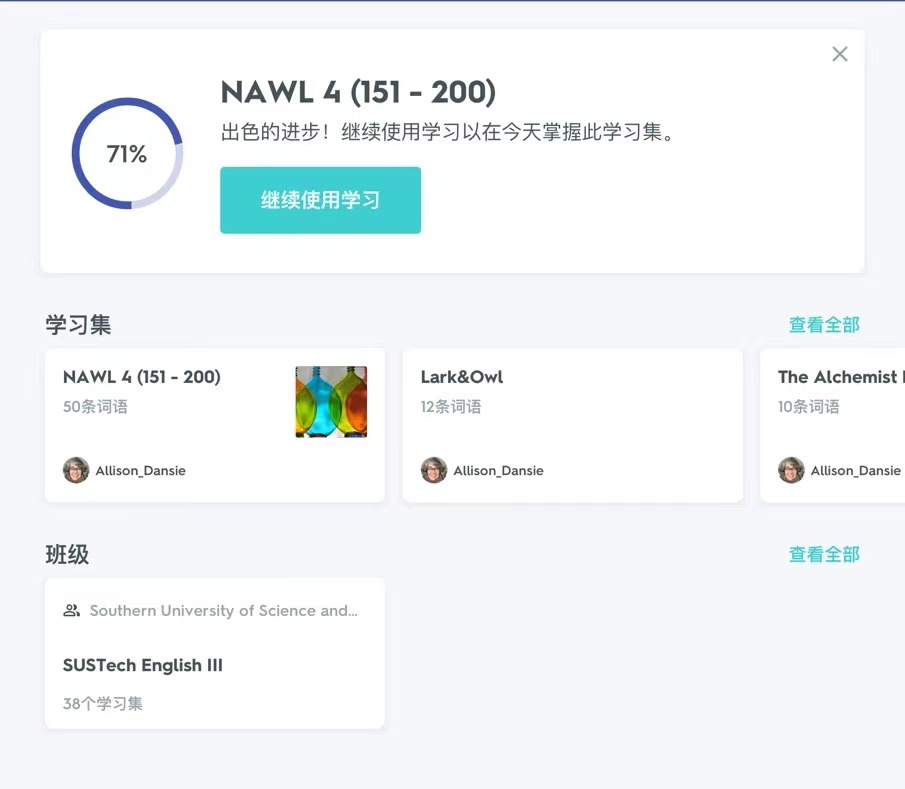 NAWL 4 (151 - 200)
71%
出色的进步！继续使用学习以在今天掌握此学习集。
继续使用学习
学习集
查看全部
NAWL 4 (151 - 200)
50条词语
Allison_Dansie
Lark&Owl
12条词语
Allison_Dansie
The Alchemist
10条词语
Allison_Dansie
班级
查看全部
Southern University of Science and...
SUSTech English III
38个学习集